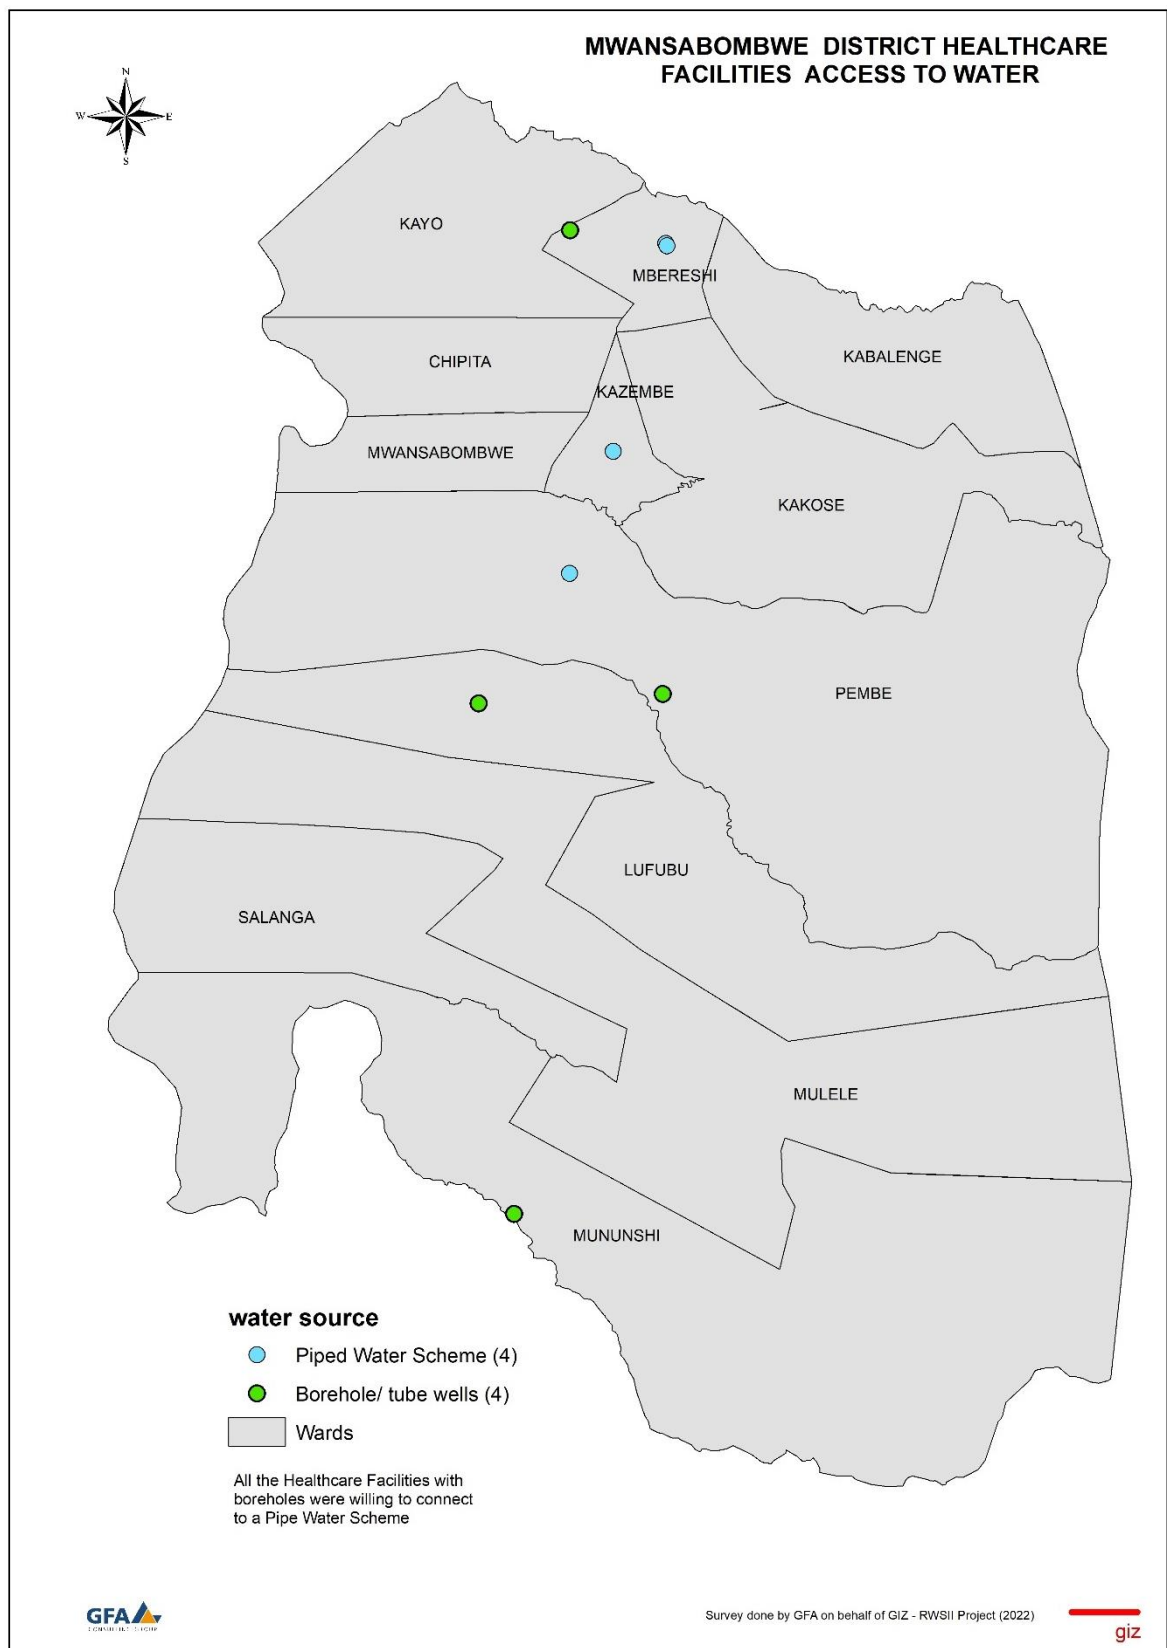 MWANSABOMBWE DISTRICT HEALTHCARE
FACILITIES ACCESS TO WATER
N
W E
S
KAYO
MBERESHI
KABALENGE
CHIPITA
KAZEMBE
MWANSABOMBWE
KAKOSE
PEMBE
LUFUBU
SALANGA
MULELE
MUNUNSHI
water source
Piped Water Scheme (4)
Borehole/ tube wells (4)
Wards
All the Healthcare Facilities with
boreholes were willing to connect
to a Pipe Water Scheme
GFA
CONSULTING GROUP
Survey done by GFA on behalf of GIZ - RWSII Project (2022)
giz